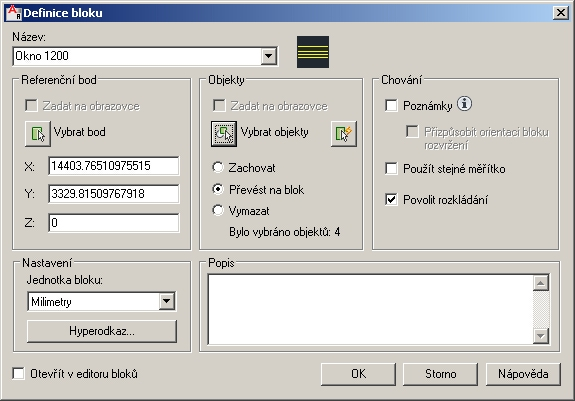 Definice bloku
Název:
Okno 1200
Referenční bod
Zadat na obrazovce
Vybrat bod
X: 14403.76510975515
Y: 3329.81509767918
Z: 0
Objekty
Zadat na obrazovce
Vybrat objekty
Zachovat
Převést na blok
Vymazat
Bylo vybráno objektů: 4
Chování
Poznámky
Přizpůsobit orientaci bloku
rozvržení
Použít stejné měřítko
Povolit rozkládání
Nastavení
Jednotka bloku:
Milimetry
Hyperodkaz...
Popis
Otevřít v editoru bloků
OK
Storno
Nápověda